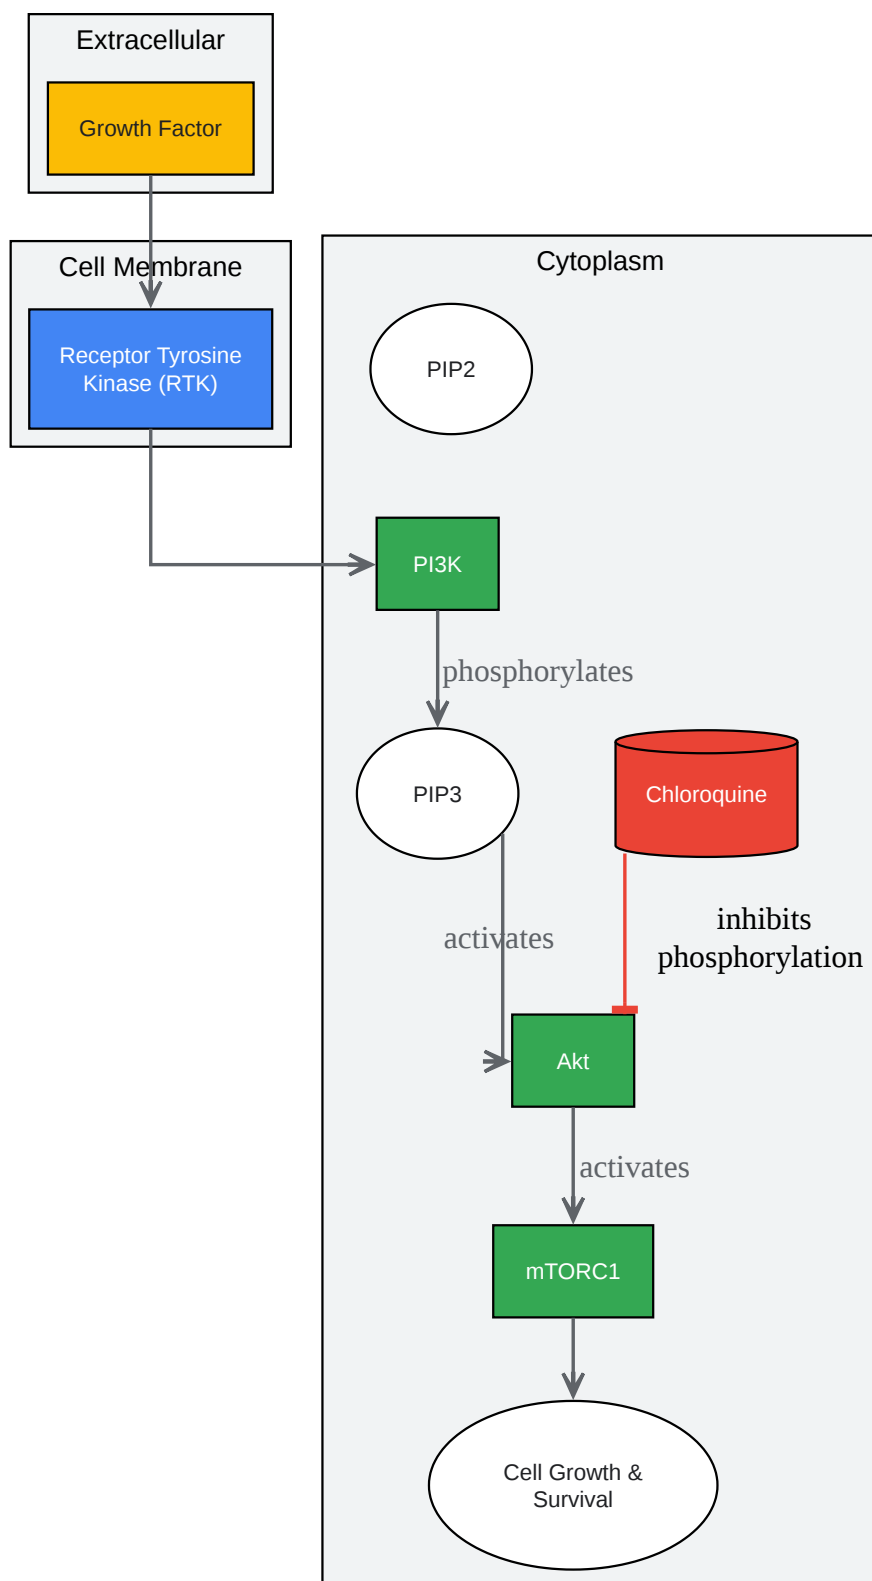 Extracellular
Growth Factor
Cell Membrane
Receptor Tyrosine
Kinase (RTK)
Cytoplasm
PIP2
PI3K
phosphorylates
PIP3
Chloroquine
activates
inhibits
phosphorylation
Akt
activates
mTORC1
Cell Growth &
Survival